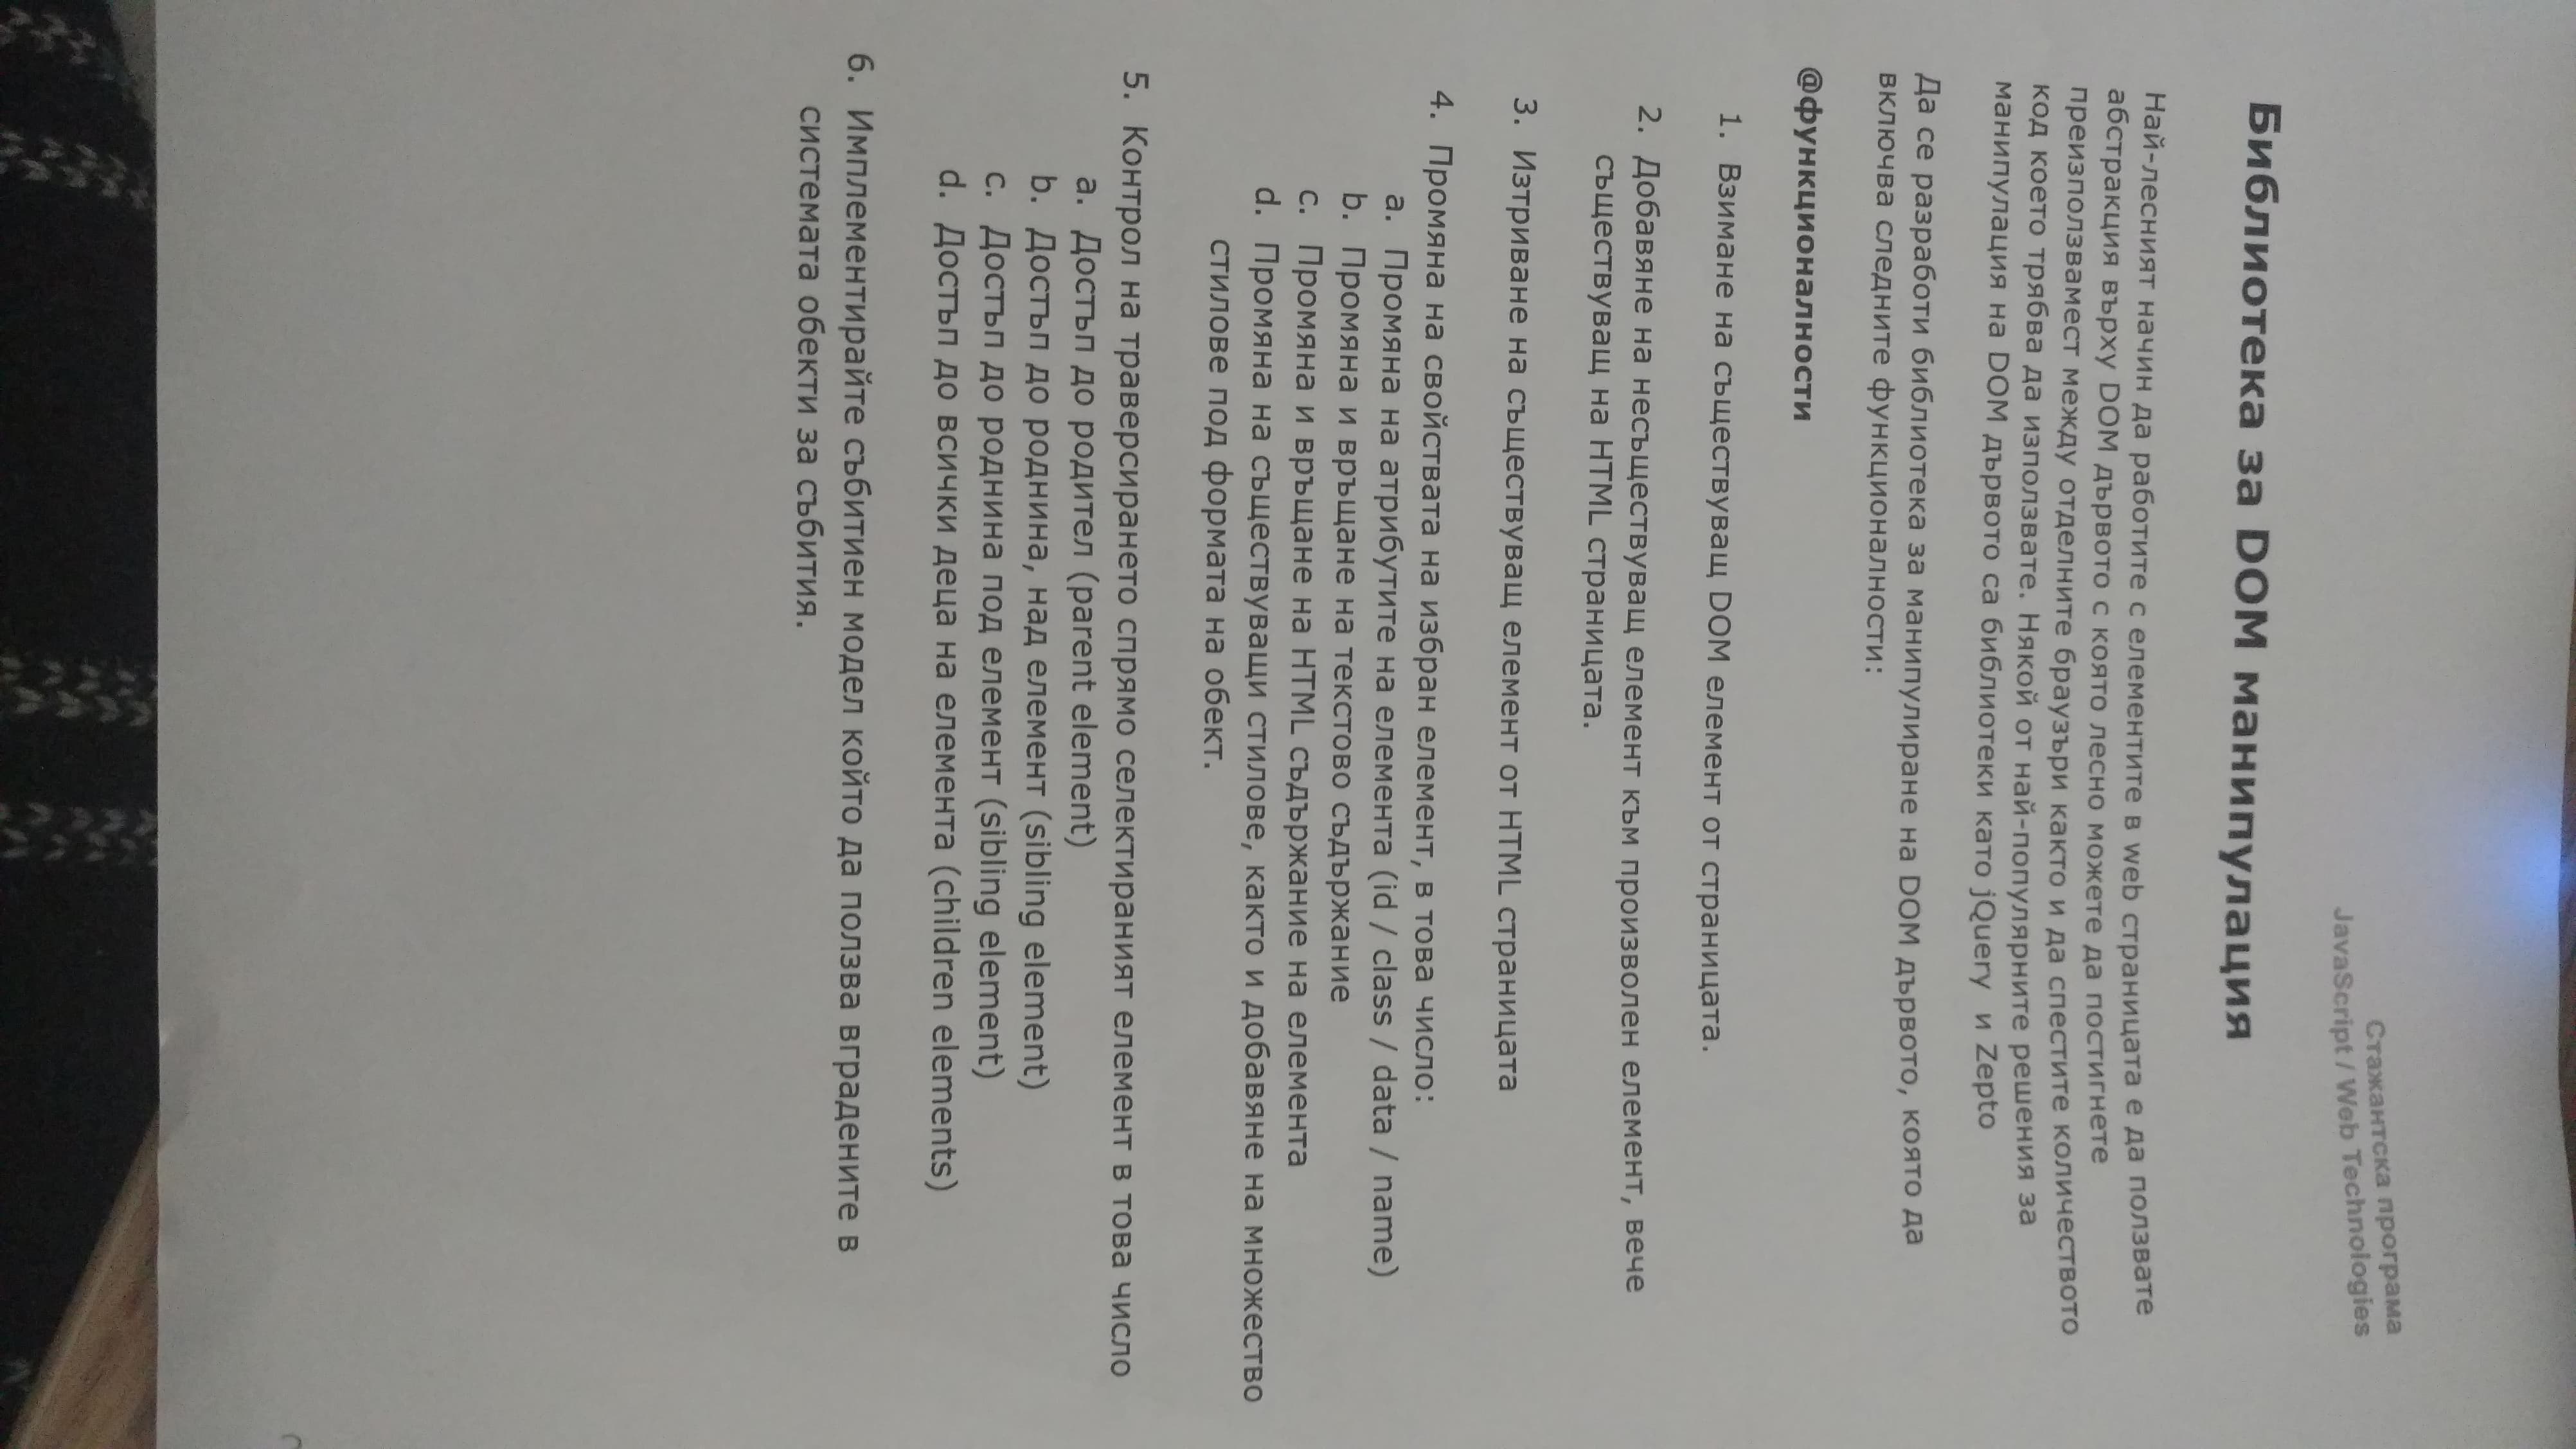 Стажантска програма
JavaScript / Web Technologies
Библиотека за DOM манипулация
Най-лесният начин да работите с елементите в web страницата е да ползвате
абстракция върху DOM дървото с която лесно можете да постигнете
преизползвамест между отделните браузъри както и да спестите количеството
код което трябва да използвате. Някой от най-популярните решения за
манипулация на DOM дървото са библиотеки като jQuery и Zepto
Да се разработи библиотека за манипулиране на DOM дървото, която да
включва следните функционалности:
@функционалности
1. Взимане на съществуващ DOM елемент от страницата.
2. Добавяне на несъществуващ елемент към произволен елемент, вече
съществуващ на HTML страницата.
3. Изтриване на съществуващ елемент от HTML страницата
4. Промяна на свойствата на избран елемент, в това число:
a. Промяна на атрибутите на елемента (id / class / data / name)
b. Промяна и връщане на текстово съдържание
c. Промяна и връщане на HTML съдържание на елемента
d. Промяна на съществуващи стилове, както и добавяне на множество
стилове под формата на обект.
5. Контрол на траверсирането спрямо селектираният елемент в това число
a. Достъп до родител (parent element)
b. Достъп до роднина, над елемент (sibling element)
c. Достъп до роднина под елемент (sibling element)
d. Достъп до всички деца на елемента (children elements)
6. Имплементирайте събитиен модел който да ползва вградените в
системата обекти за събития.